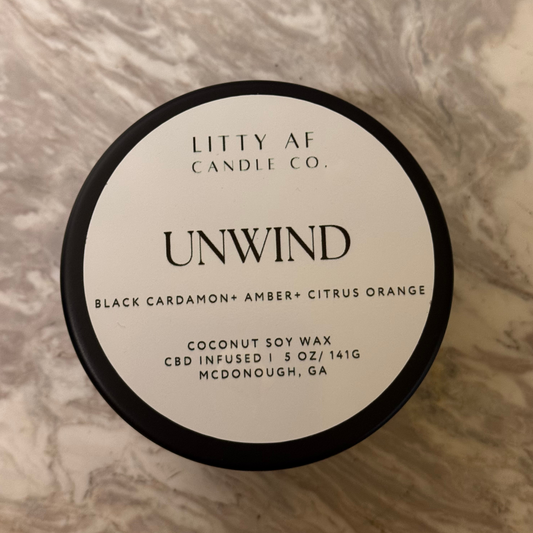 LITTY AF
CANDLE CO.
UNWIND
BLACK CARDAMON+ AMBER+ CITRUS ORANGE
COCONUT SOY WAX
CBD INFUSED | 5 OZ/ 141G
MCDONOUGH, GA